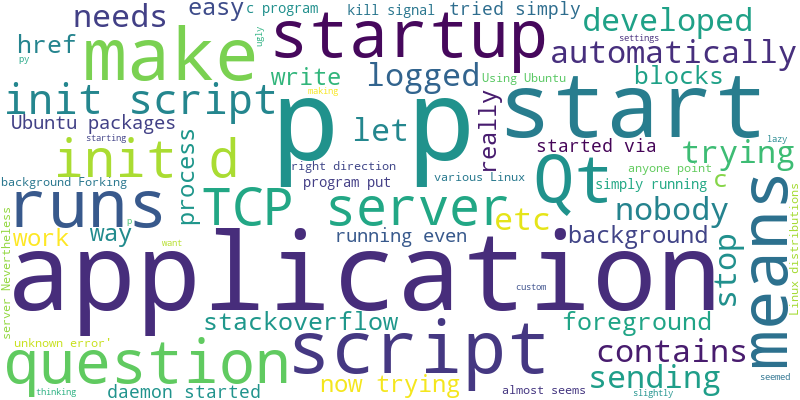 needs
easy
c program
kill signal
tried simply
developed
href
py
make
ugly
startup
settings
automatically
init script
write
logged
Using Ubuntu
blocks
making
Ubuntu packages
starting
process
p p
let
really
start
started via
trying
init d
right direction
anyone point
lazy
background Forking
program put
various Linux
simply running
c
runs
TCP server
Qt
nobody
means
Linux distributions
etc
work
way
p
running even
background
stop
server Nevertheless
want
application
custom
stackoverflow
foreground
unknown error'
question
script
contains
sending
seemed
thinking
daemon started
now trying
almost seems
slightly